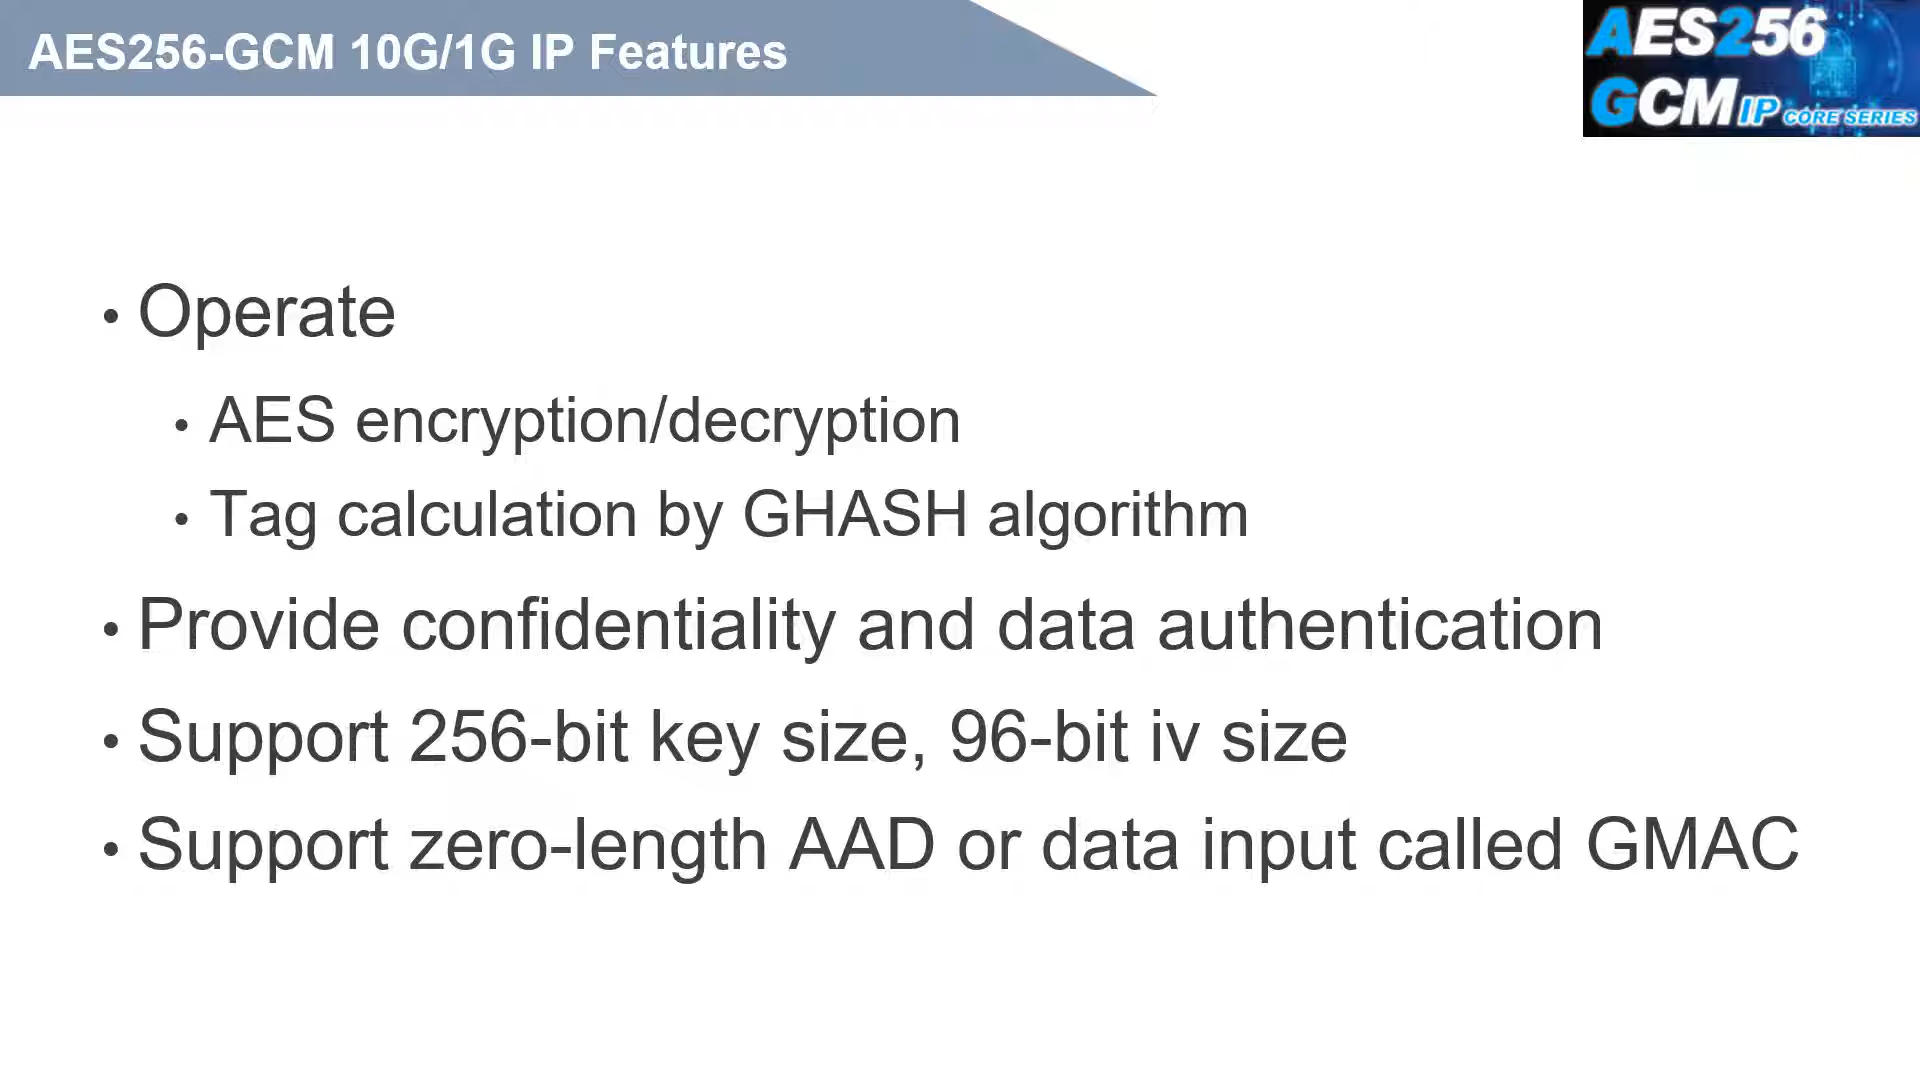 AES256-GCM 10G/1G IP Features
AES256
GCM IP CORE SERIES
• Operate
• AES encryption/decryption
• Tag calculation by GHASH algorithm
• Provide confidentiality and data authentication
• Support 256-bit key size, 96-bit iv size
• Support zero-length AAD or data input called GMAC